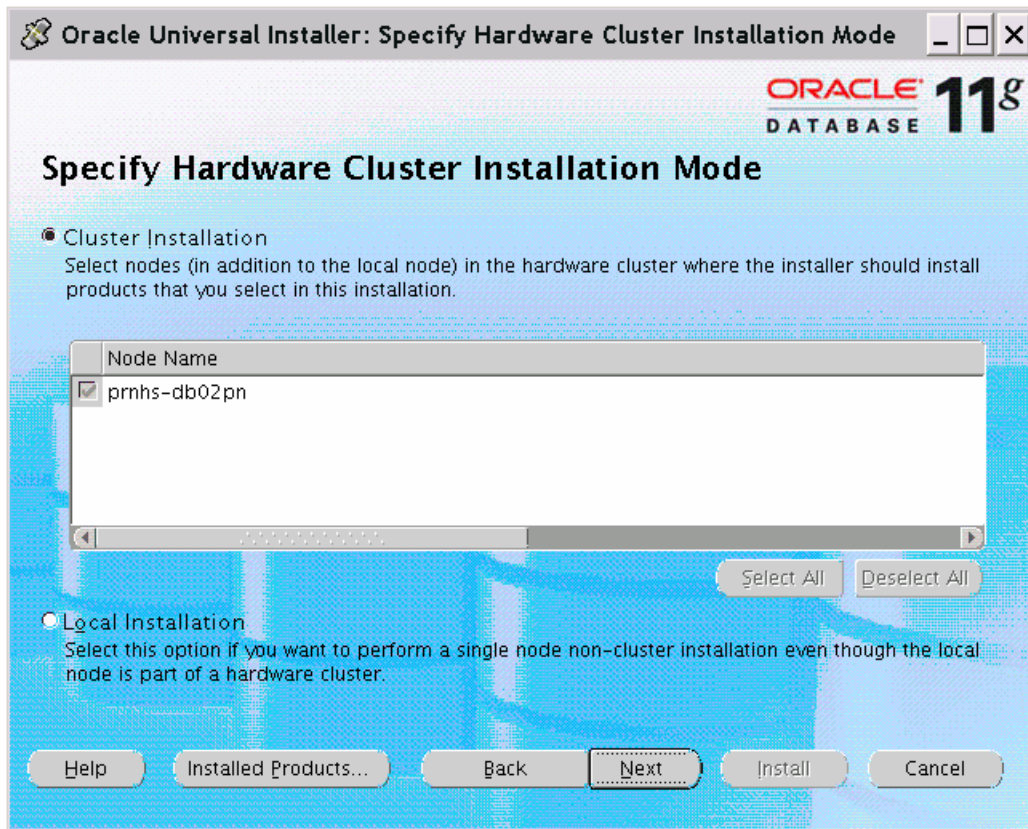 Oracle Universal Installer: Specify Hardware Cluster Installation Mode
ORACLE 11g
DATABASE
Specify Hardware Cluster Installation Mode
Cluster Installation
Select nodes (in addition to the local node) in the hardware cluster where the installer should install
products that you select in this installation.
Node Name
prnhs-db02pn
Select All Deselect All
Local Installation
Select this option if you want to perform a single node non-cluster installation even though the local
node is part of a hardware cluster.
Help Installed Products... Back Next Install Cancel